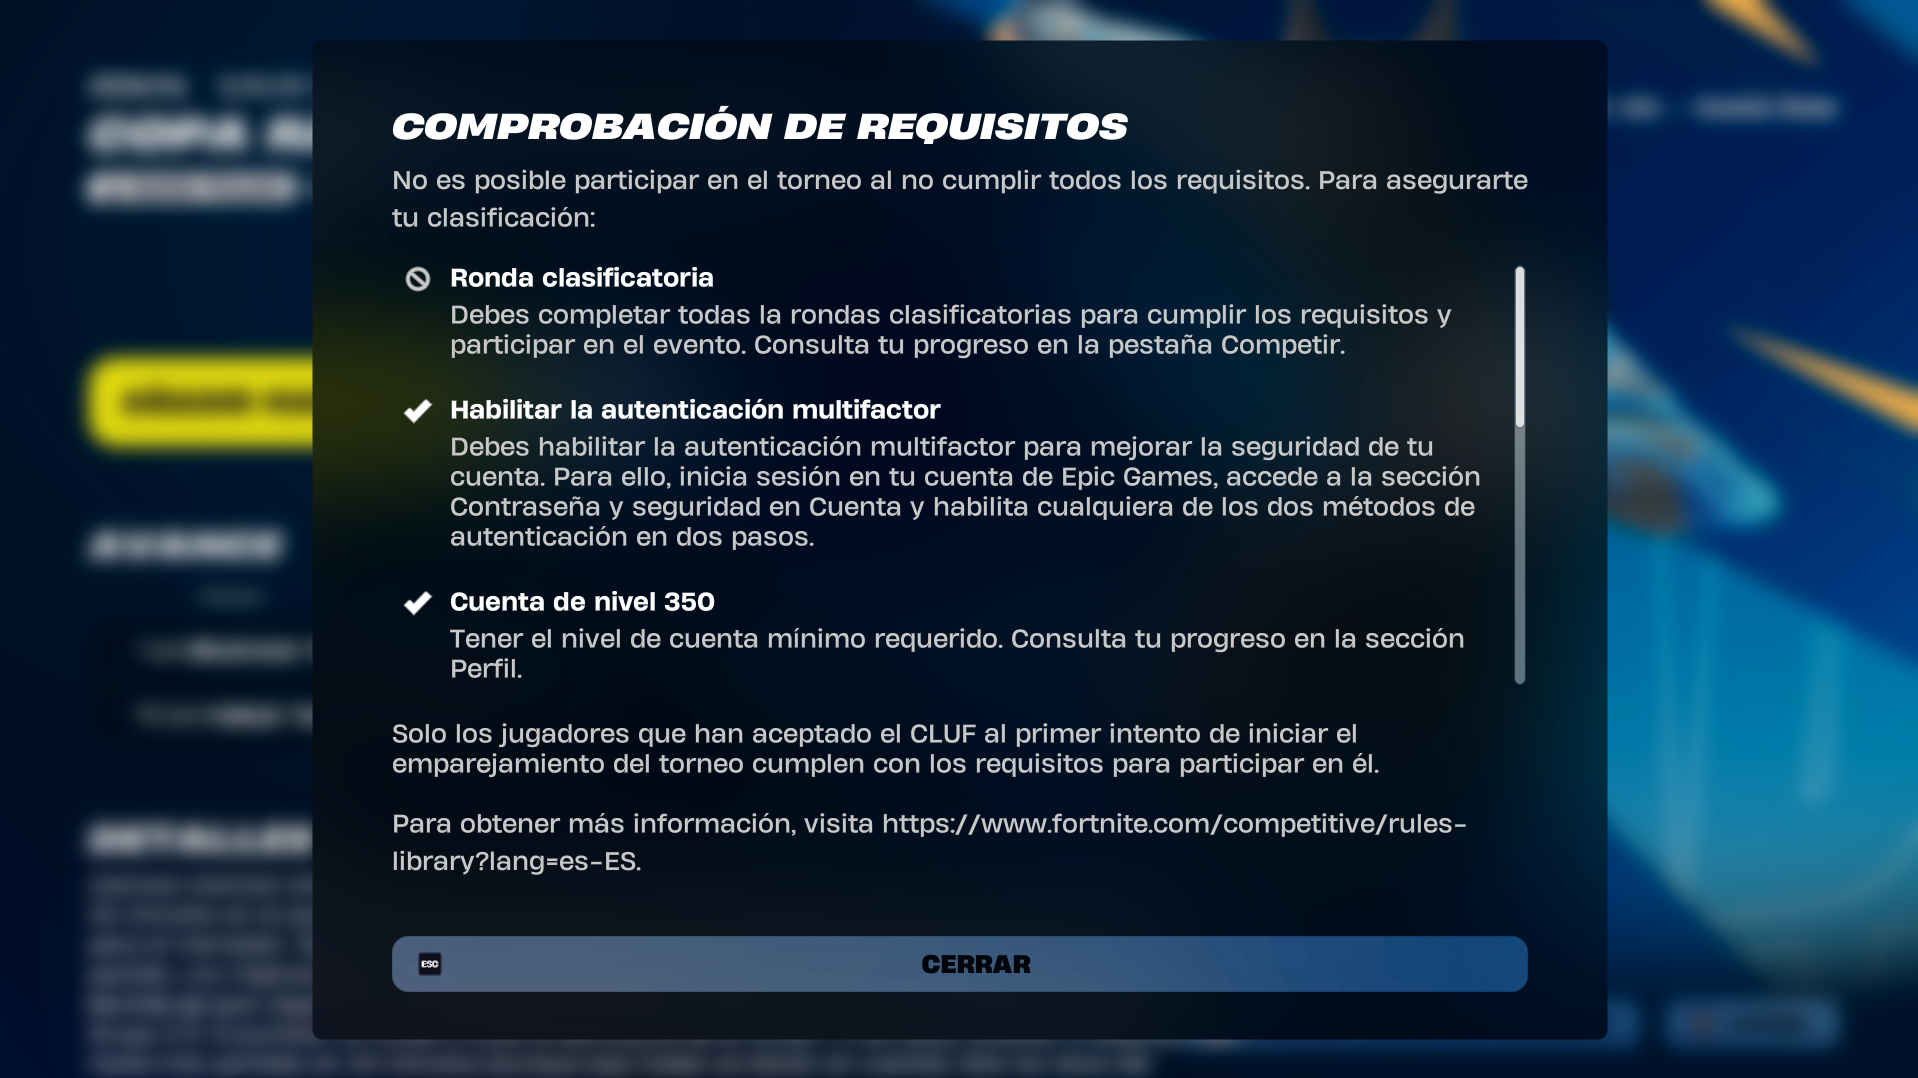 COPA
COMPROBACIÓN DE REQUISITOS
No es posible participar en el torneo al no cumplir todos los requisitos. Para asegurarte
tu clasificación:
Ronda clasificatoria
Debes completar todas la rondas clasificatorias para cumplir los requisitos y
participar en el evento. Consulta tu progreso en la pestaña Competir.
Habilitar la autenticación multifactor
Debes habilitar la autenticación multifactor para mejorar la seguridad de tu
cuenta. Para ello, inicia sesión en tu cuenta de Epic Games, accede a la sección
Contraseña y seguridad en Cuenta y habilita cualquiera de los dos métodos de
autenticación en dos pasos.
Cuenta de nivel 350
Tener el nivel de cuenta mínimo requerido. Consulta tu progreso en la sección
Perfil.
Solo los jugadores que han aceptado el CLUF al primer intento de iniciar el
emparejamiento del torneo cumplen con los requisitos para participar en él.
Para obtener más información, visita https://www.fortnite.com/competitive/rules-
library?lang=es-ES.
ESC
CERRAR
AVANCE
DETALLES